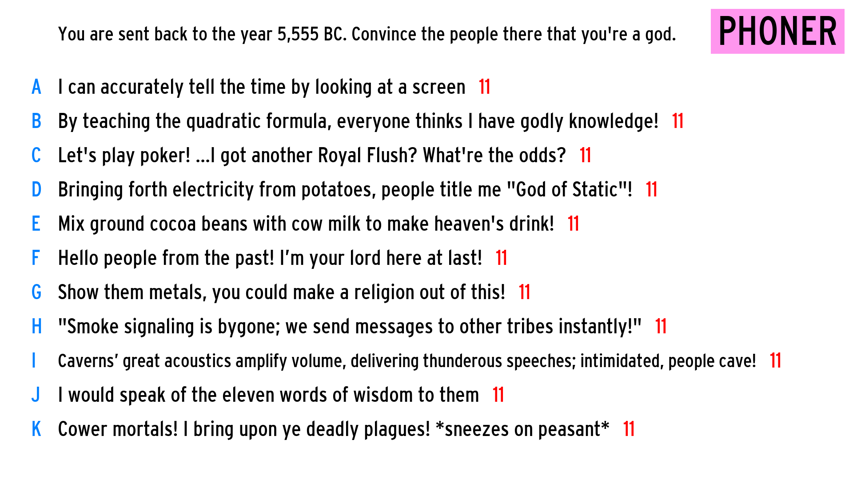 You are sent back to the year 5,555 BC. Convince the people there that you're a god.
PHONER
A I can accurately tell the time by looking at a screen 11
B By teaching the quadratic formula, everyone thinks I have godly knowledge! 11
C Let's play poker! ...I got another Royal Flush? What're the odds? 11
D Bringing forth electricity from potatoes, people title me "God of Static"! 11
E Mix ground cocoa beans with cow milk to make heaven's drink! 11
F Hello people from the past! I'm your lord here at last! 11
G Show them metals, you could make a religion out of this! 11
H "Smoke signaling is bygone; we send messages to other tribes instantly!" 11
I Caverns’ great acoustics amplify volume, delivering thunderous speeches; intimidated, people cave! 11
J I would speak of the eleven words of wisdom to them 11
K Cower mortals! I bring upon ye deadly plagues! *sneezes on peasant* 11